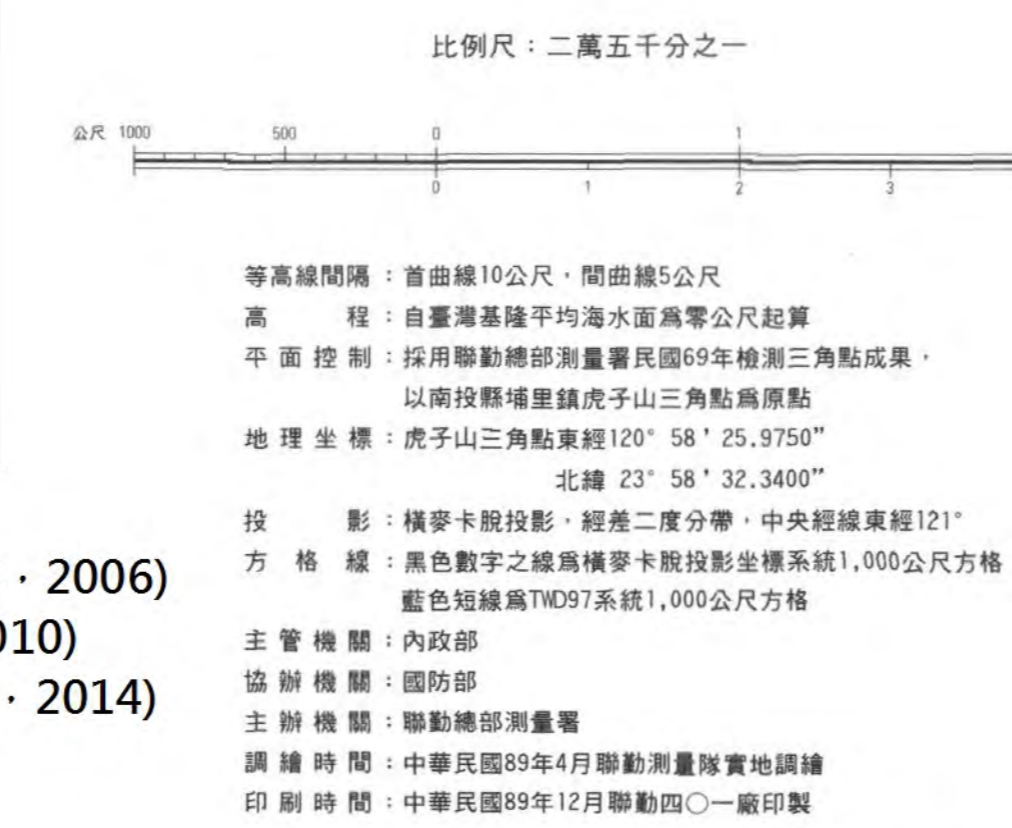 比例尺：二萬五千分之一
公尺 1000 500 0 1
0 1 2 3
等高線間隔：首曲線10公尺，間曲線5公尺
高程：自臺灣基隆平均海水面為零公尺起算
平面控制：採用聯勤總部測量署民國69年檢測三角點成果，
以南投縣埔里鎮虎子山三角點為原點
地理坐標：虎子山三角點東經120° 58' 25.9750"
北緯 23° 58' 32.3400"
投影：橫麥卡脫投影，經差二度分帶，中央經線東經121°
方格線：黑色數字之線為橫麥卡脫投影坐標系統1,000公尺方格
藍色短線為TWD97系統1,000公尺方格
，2006)
010)
，2014)
主管機關：內政部
協辦機關：國防部
主辦機關：聯勤總部測量署
調繪時間：中華民國89年4月聯勤測量隊實地調繪
印刷時間：中華民國89年12月聯勤四〇一廠印製